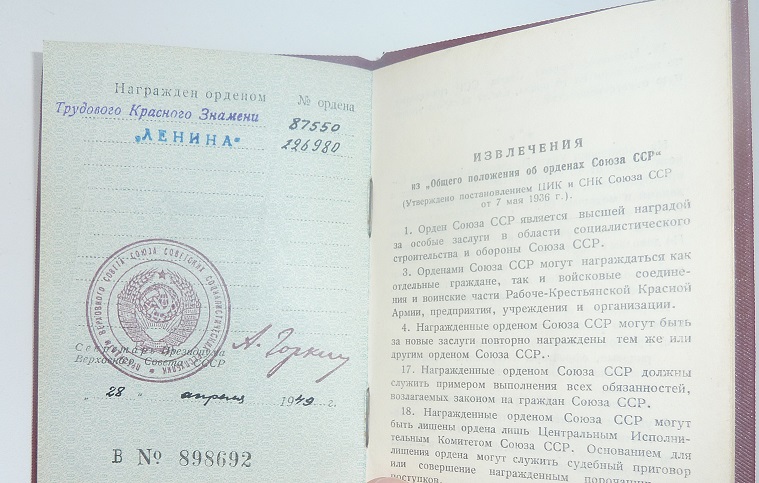 Награжден орденом
№ ордена
Трудового Красного Знамени
87550
„ЛЕНИНА“
126980
Секретарь Президиума
Верховного Совета СССР
А. Горкин
„ 28 “ апреля 1949 г.
В № 898692
ИЗВЛЕЧЕНИЯ
из „Общего положения об орденах Союза ССР“
(Утверждено постановлением ЦИК и СНК Союза ССР
от 7 мая 1936 г.).
1. Орден Союза ССР является высшей наградой
за особые заслуги в области социалистического
строительства и обороны Союза ССР.
3. Орденами Союза ССР могут награждаться как
отдельные граждане, так и войсковые соедине-
ния и воинские части Рабоче-Крестьянской Красной
Армии, предприятия, учреждения и организации.
4. Награжденные орденом Союза ССР могут быть
за новые заслуги повторно награждены тем же или
другим орденом Союза ССР.
17. Награжденные орденом Союза ССР должны
служить примером выполнения всех обязанностей,
возлагаемых законом на граждан Союза ССР.
18. Награжденные орденом Союза ССР могут
быть лишены ордена лишь Центральным Исполни-
тельным Комитетом Союза ССР. Основанием для
лишения ордена могут служить судебный приговор
или совершение награжденным
поступков.